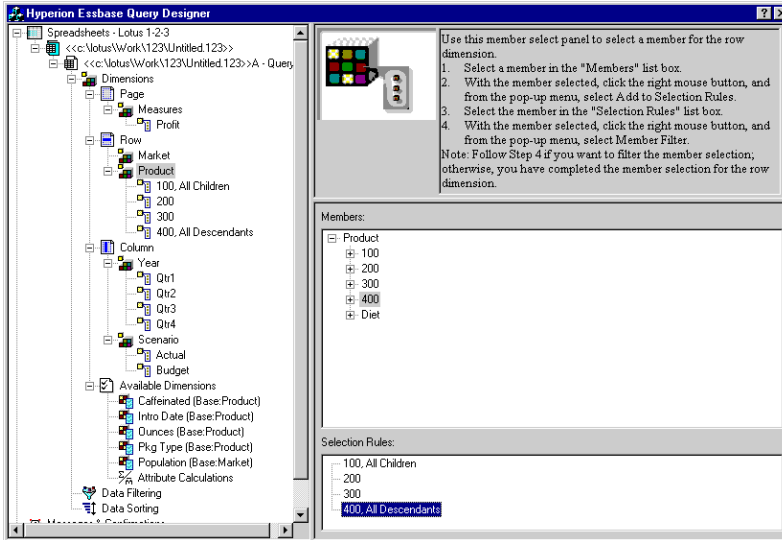 Hyperion Essbase Query Designer
Spreadsheets - Lotus 1-2-3
<<c:\lotus\Work\123\Untitled.123>>
<<c:\lotus\Work\123\Untitled.123>>A - Query
Dimensions
Page
Measures
Profit
Row
Market
Product
100, All Children
200
300
400, All Descendants
Column
Year
Qtr1
Qtr2
Qtr3
Qtr4
Scenario
Actual
Budget
Available Dimensions
Caffeinated (Base:Product)
Intro Date (Base:Product)
Ounces (Base:Product)
Pkg Type (Base:Product)
Population (Base:Market)
Attribute Calculations
Data Filtering
Data Sorting
Use this member select panel to select a member for the row
dimension.
1. Select a member in the "Members" list box.
2. With the member selected, click the right mouse button, and
from the pop-up menu, select Add to Selection Rules.
3. Select the member in the "Selection Rules" list box.
4. With the member selected, click the right mouse button, and
from the pop-up menu, select Member Filter.
Note: Follow Step 4 if you want to filter the member selection;
otherwise, you have completed the member selection for the row
dimension.
Members:
Product
100
200
300
400
Diet
Selection Rules:
100, All Children
200
300
400, All Descendants